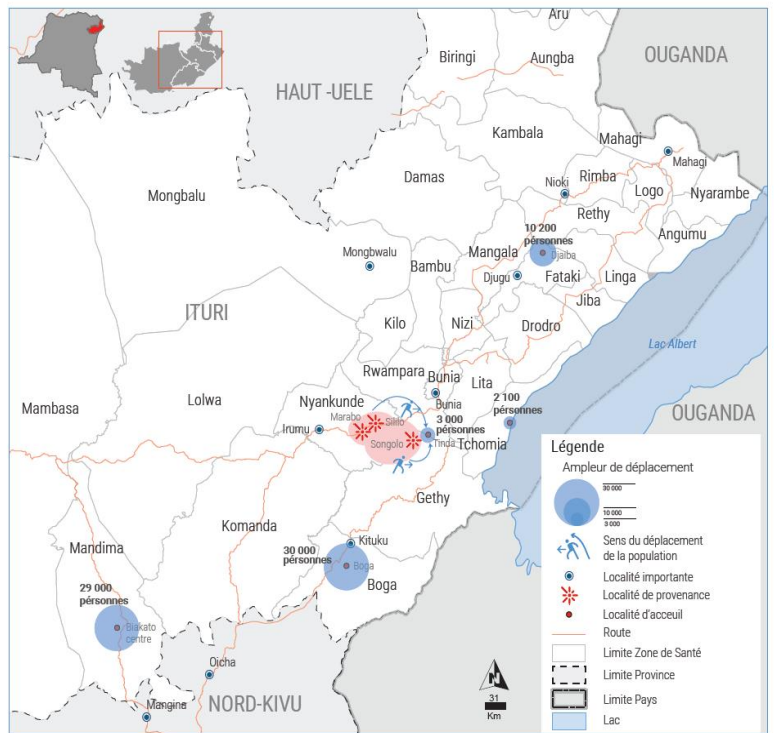 Aru
Biringi
Aungba
OUGANDA
HAUT -UELE
Kambala
Mahagi
Mahagi
Damas
Nioki
Rimba
Logo
Nyarambe
Mongbalu
Rethy
10 200
pérsonnes
Angumu
Mongbwalu
Mangala
Djaiba
Bambu
Djugu
Fataki
Linga
Jiba
ITURI
Kilo
Nizi
Drodro
Lac Albert
Rwampara
Bunia
Lita
Lolwa
Nyankunde
Bunia
2 100
pérsonnes
OUGANDA
Mambasa
Marabo
Sililo
3 000
pérsonnes
Irumu
Songolo
Tinda
Tchomia
Gethy
Komanda
Kituku
Mandima
30 000
pérsonnes
Boga
Boga
29 000
pérsonnes
Biakato
centre
Oicha
NORD-KIVU
Mangina
N
31
Km
Légende
Ampleur de déplacement
30 000
10 000
3 000
Sens du déplacement
de la population
Localité importante
Localité de provenance
Localité d'acceuil
Route
Limite Zone de Santé
Limite Province
Limite Pays
Lac